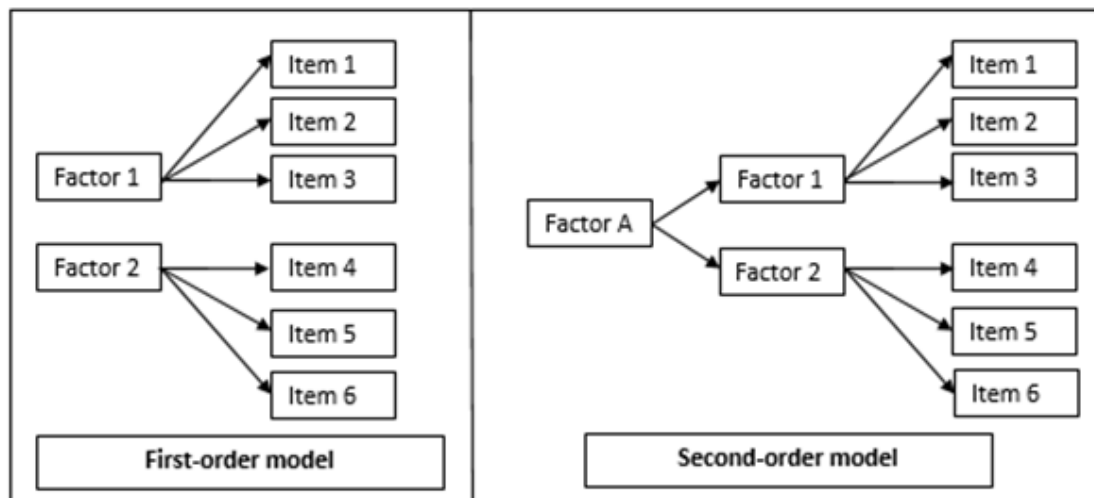 Item 1
Item 2
Factor 1
Item 3
Factor 2
Item 4
Item 5
Item 6
First-order model
Item 1
Item 2
Item 3
Factor 1
Factor A
Factor 2
Item 4
Item 5
Item 6
Second-order model